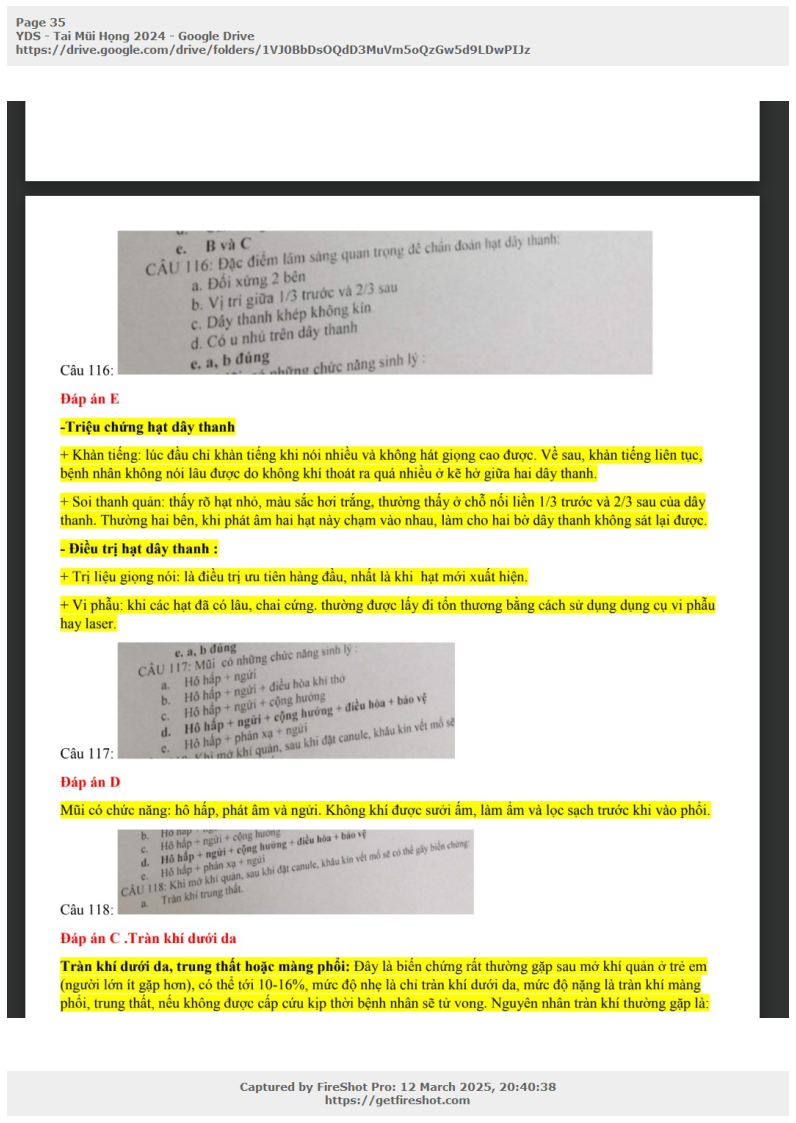 Page 35
YDS - Tai Mũi Họng 2024 - Google Drive
https://drive.google.com/drive/folders/1VJ0BbDsOQdD3MuVm5oQzGw5d9LDwPIJz
e. B và C
CÂU 116: Đặc điểm lâm sàng quan trọng để chẩn đoán hạt dây thanh:
a. Đối xứng 2 bên
b. Vị trí giữa 1/3 trước và 2/3 sau
c. Dây thanh khép không kín
d. Có u nhú trên dây thanh
e. a, b đúng
những chức năng sinh lý :
Câu 116:
Đáp án E
-Triệu chứng hạt dây thanh
+ Khàn tiếng: lúc đầu chỉ khàn tiếng khi nói nhiều và không hát giọng cao được. Về sau, khàn tiếng liên tục,
bệnh nhân không nói lâu được do không khí thoát ra quá nhiều ở kẽ hở giữa hai dây thanh.
+ Soi thanh quản: thấy rõ hạt nhỏ, màu sắc hơi trắng, thường thấy ở chỗ nối liền 1/3 trước và 2/3 sau của dây
thanh. Thường hai bên, khi phát âm hai hạt này chạm vào nhau, làm cho hai bờ dây thanh không sát lại được.
- Điều trị hạt dây thanh :
+ Trị liệu giọng nói: là điều trị ưu tiên hàng đầu, nhất là khi hạt mới xuất hiện.
+ Vi phẫu: khi các hạt đã có lâu, chai cứng. thường được lấy đi tổn thương bằng cách sử dụng dụng cụ vi phẫu
hay laser.
e. a, b đúng
CÂU 117: Mũi có những chức năng sinh lý :
a. Hô hấp + ngửi
b. Hô hấp + ngửi + điều hòa khí thở
c. Hô hấp + ngửi + cộng hưởng
d. Hô hấp + ngửi + cộng hưởng + điều hòa + bảo vệ
e. Hô hấp + phản xạ + ngửi
Khi mở khí quản, sau khi đặt canule, khâu kín vết mổ sẽ
Câu 117:
Đáp án D
Mũi có chức năng: hô hấp, phát âm và ngửi. Không khí được sưởi ấm, làm ẩm và lọc sạch trước khi vào phổi.
b. Hô hấp
c. Hô hấp + ngửi + cộng hưởng
d. Hô hấp + ngửi + cộng hưởng + điều hòa + bảo vệ
e. Hô hấp + phản xạ + ngửi
CÂU 118: Khi mở khí quản, sau khi đặt canule, khâu kín vết mổ sẽ có thể gây biến chứng:
a. Tràn khí trung thất.
Câu 118:
Đáp án C .Tràn khí dưới da
Tràn khí dưới da, trung thất hoặc màng phổi: Đây là biến chứng rất thường gặp sau mở khí quản ở trẻ em
(người lớn ít gặp hơn), có thể tới 10-16%, mức độ nhẹ là chỉ tràn khí dưới da, mức độ nặng là tràn khí màng
phổi, trung thất, nếu không được cấp cứu kịp thời bệnh nhân sẽ tử vong. Nguyên nhân tràn khí thường gặp là:
Captured by FireShot Pro: 12 March 2025, 20:40:38
https://getfireshot.com